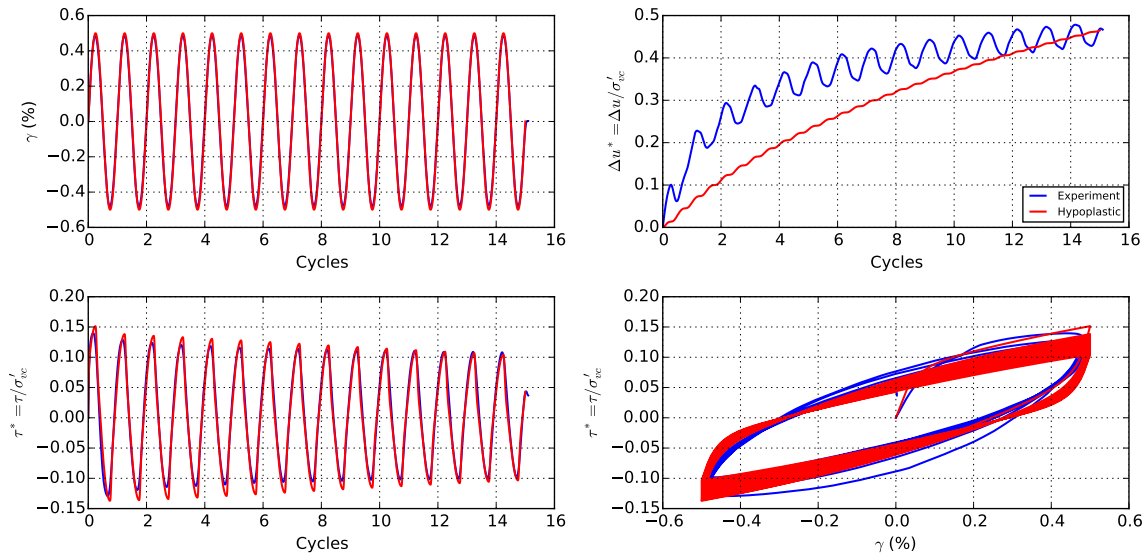 0.6
0.4
0.2
0.0
−0.2
−0.4
−0.6
γ (%)
0 2 4 6 8 10 12 14 16
Cycles
0.5
0.4
0.3
0.2
0.1
0.0
Δu* = Δu/σ′vc
Experiment
Hypoplastic
0 2 4 6 8 10 12 14 16
Cycles
0.20
0.15
0.10
0.05
0.00
−0.05
−0.10
−0.15
τ* = τ/σ′vc
0 2 4 6 8 10 12 14 16
Cycles
0.20
0.15
0.10
0.05
0.00
−0.05
−0.10
−0.15
τ* = τ/σ′vc
−0.6 −0.4 −0.2 0.0 0.2 0.4 0.6
γ (%)